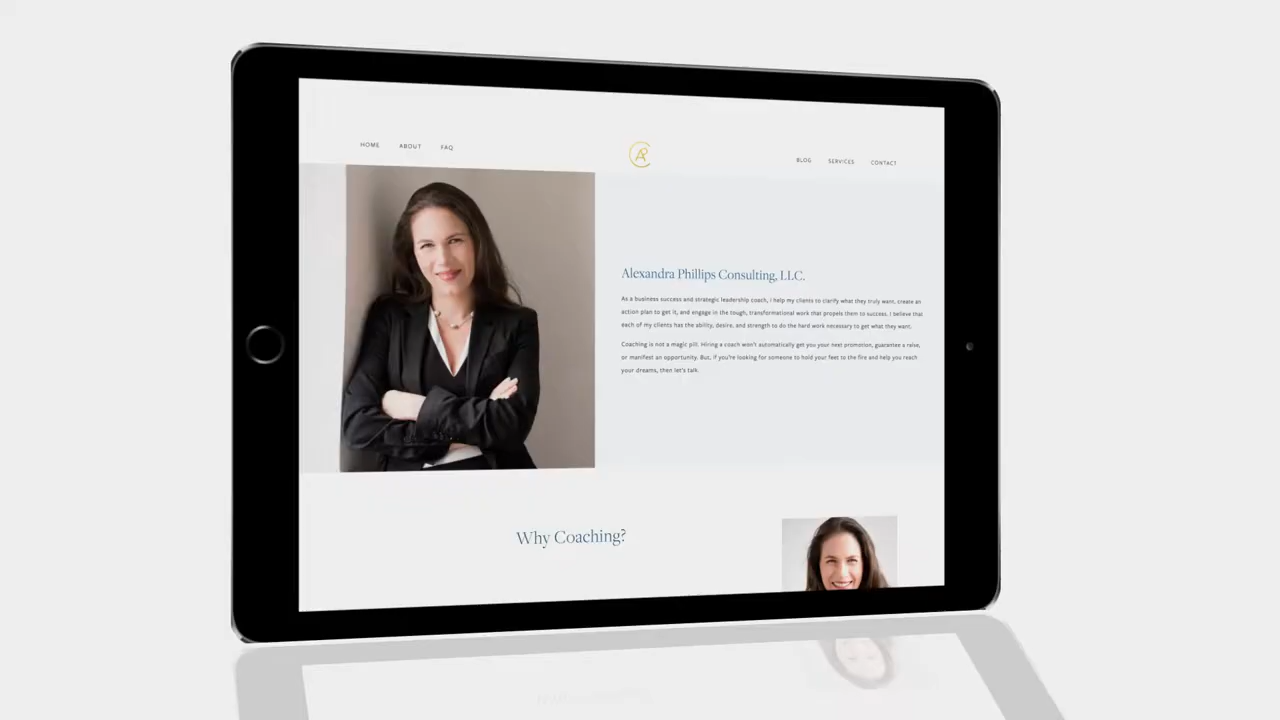 HOME ABOUT FAQ
BLOG SERVICES CONTACT
Alexandra Phillips Consulting, LLC.
As a business success and strategic leadership coach, I help my clients to clarify what they truly want, create an
action plan to get it, and engage in the tough, transformational work that propels them to success. I believe that
each of my clients has the ability, desire, and strength to do the hard work necessary to get what they want.
Coaching is not a magic pill. Hiring a coach won't automatically get you your next promotion, guarantee a raise,
or manifest an opportunity. But, if you're looking for someone to hold your feet to the fire and help you reach
your dreams, then let's talk.
Why Coaching?